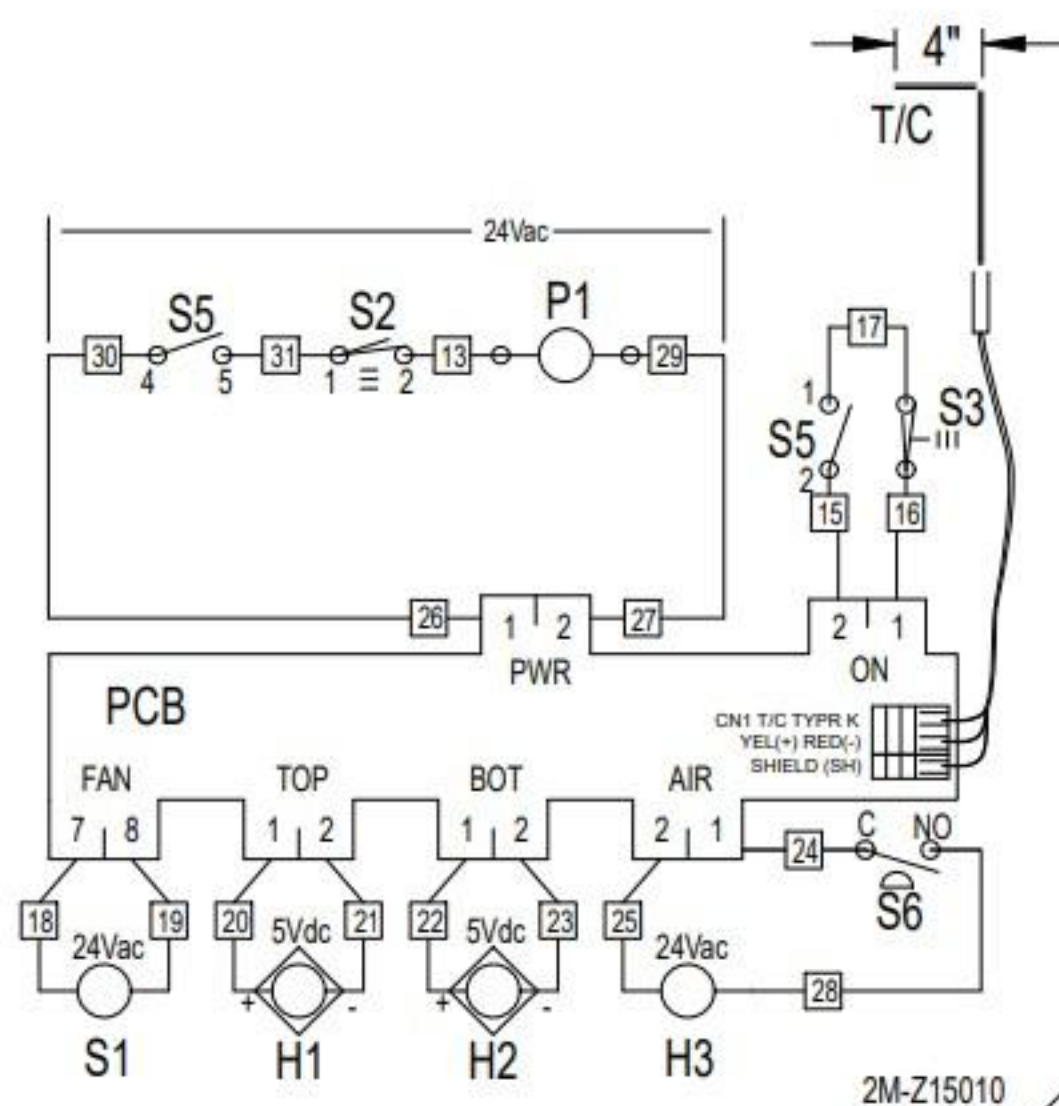 4"
T/C
24Vac
S5 S2 P1
30 4 5 31 1 2 13 29
17
1 S5 2 S3
15 16
26 1 2 27
PWR
2 1
ON
PCB
CN1 T/C TYPR K
YEL(+) RED(-)
SHIELD (SH)
FAN TOP BOT AIR
7 8 1 2 1 2 2 1
24 C NO
S6
18 19 20 21 22 23 25
24Vac 5Vdc 5Vdc 24Vac
+ - + -
28
S1 H1 H2 H3
2M-Z15010